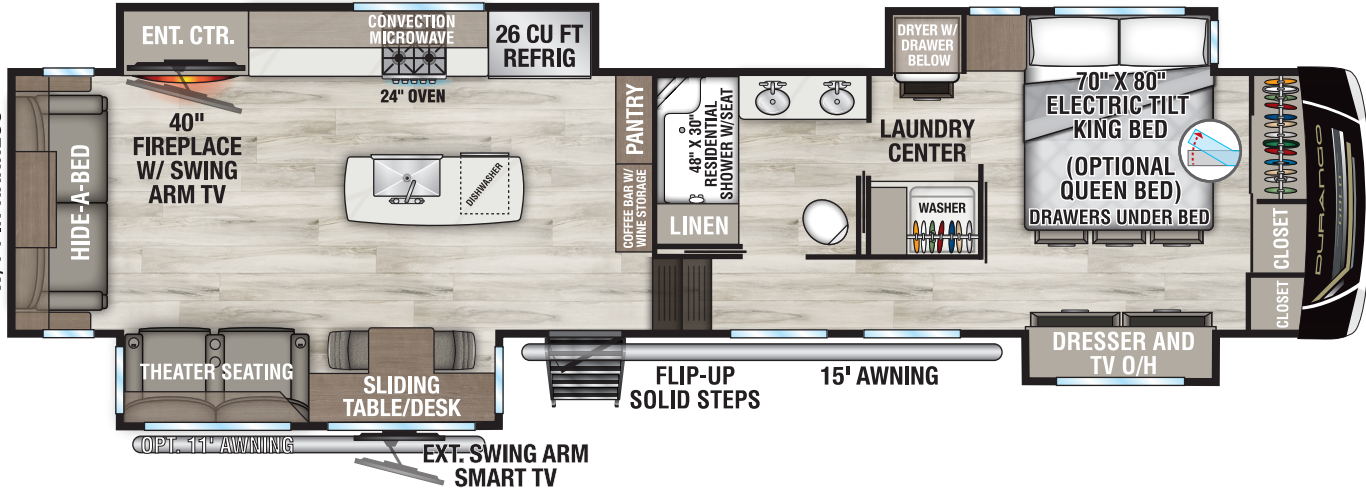 ENT. CTR.
CONVECTION
MICROWAVE
26 CU FT
REFRIG
24" OVEN
40"
FIREPLACE
W/ SWING
ARM TV
HIDE-A-BED
DISHWASHER
PANTRY
COFFEE BAR W/
WINE STORAGE
48" X 30"
RESIDENTIAL
SHOWER W/SEAT
LINEN
DRYER W/
DRAWER
BELOW
LAUNDRY
CENTER
WASHER
70" X 80"
ELECTRIC TILT
KING BED
(OPTIONAL
QUEEN BED)
DRAWERS UNDER BED
CLOSET
CLOSET
DURANGO
GOLD
THEATER SEATING
SLIDING
TABLE/DESK
FLIP-UP
SOLID STEPS
15' AWNING
DRESSER AND
TV O/H
OPT. 11' AWNING
EXT. SWING ARM
SMART TV